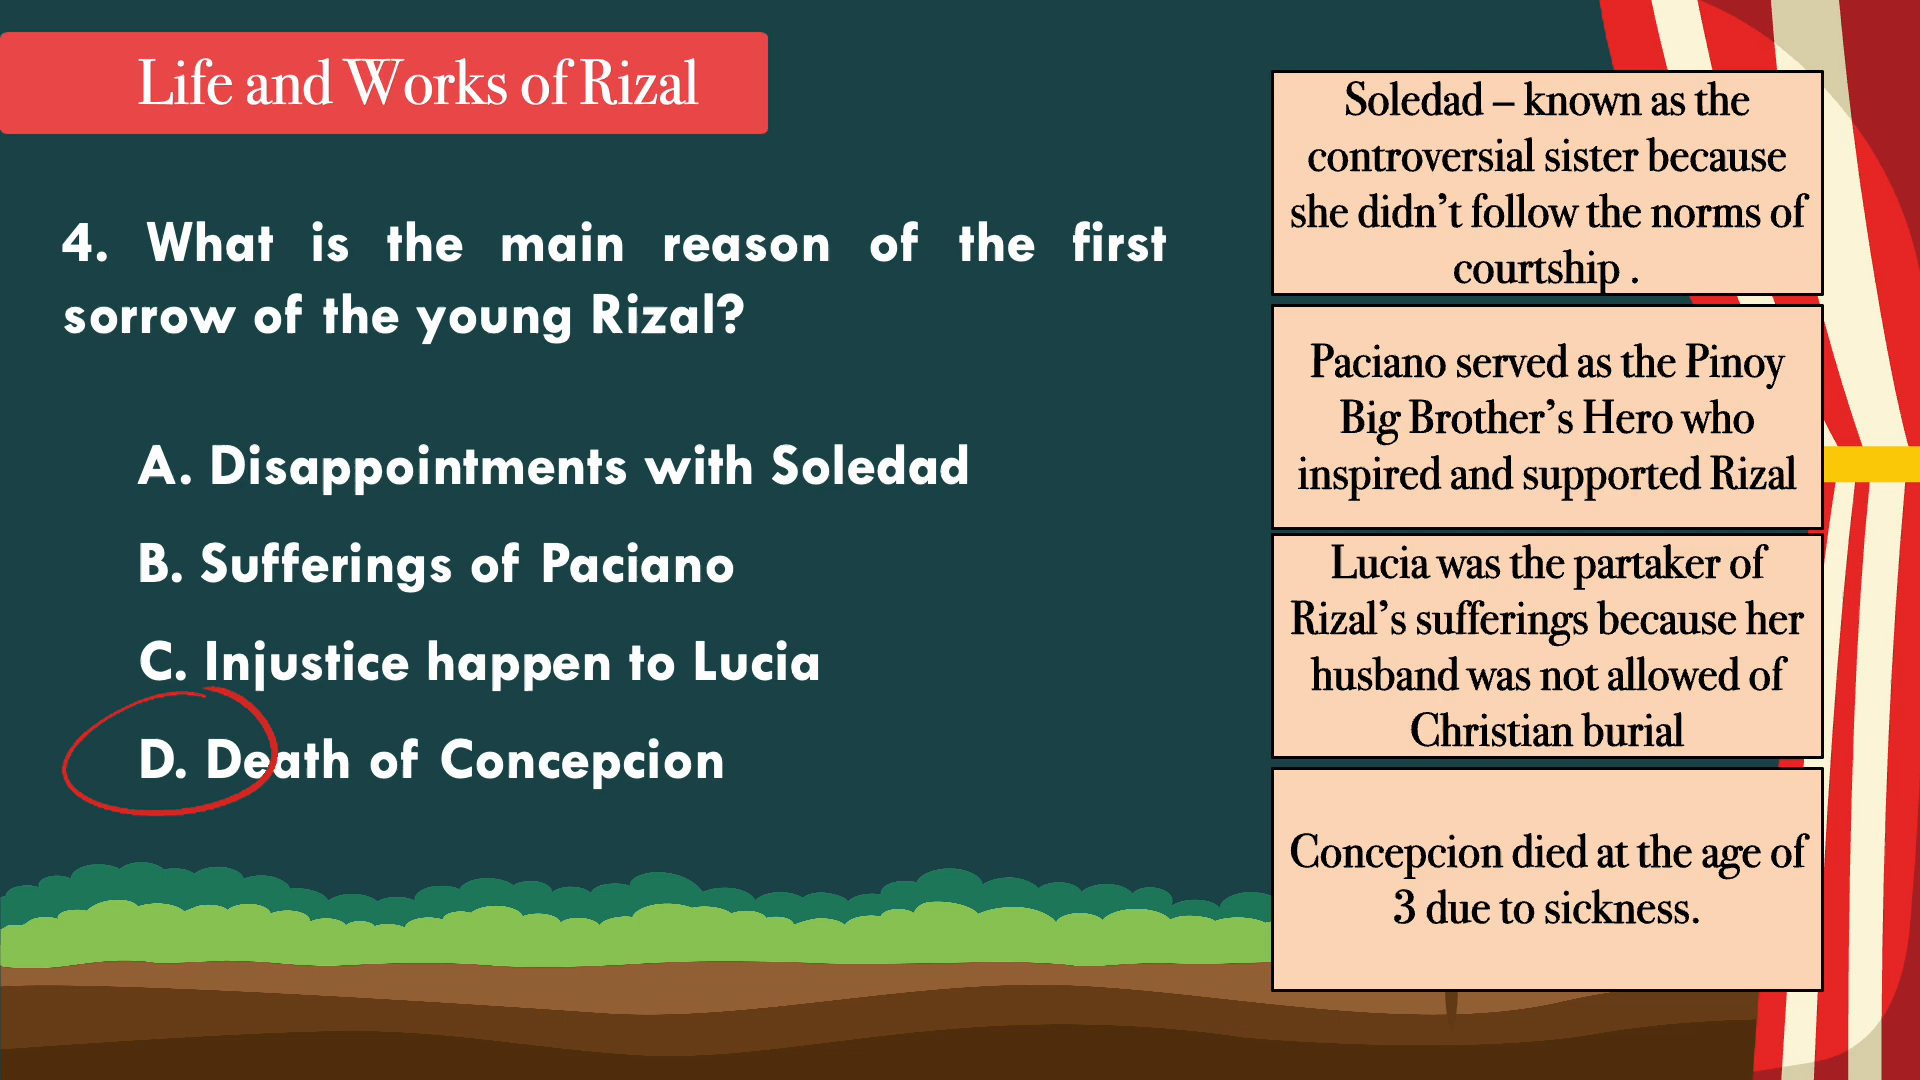 Life and Works of Rizal
4. What is the main reason of the first
sorrow of the young Rizal?
A. Disappointments with Soledad
B. Sufferings of Paciano
C. Injustice happen to Lucia
D. Death of Concepcion
Soledad – known as the
controversial sister because
she didn’t follow the norms of
courtship .
Paciano served as the Pinoy
Big Brother’s Hero who
inspired and supported Rizal
Lucia was the partaker of
Rizal’s sufferings because her
husband was not allowed of
Christian burial
Concepcion died at the age of
3 due to sickness.